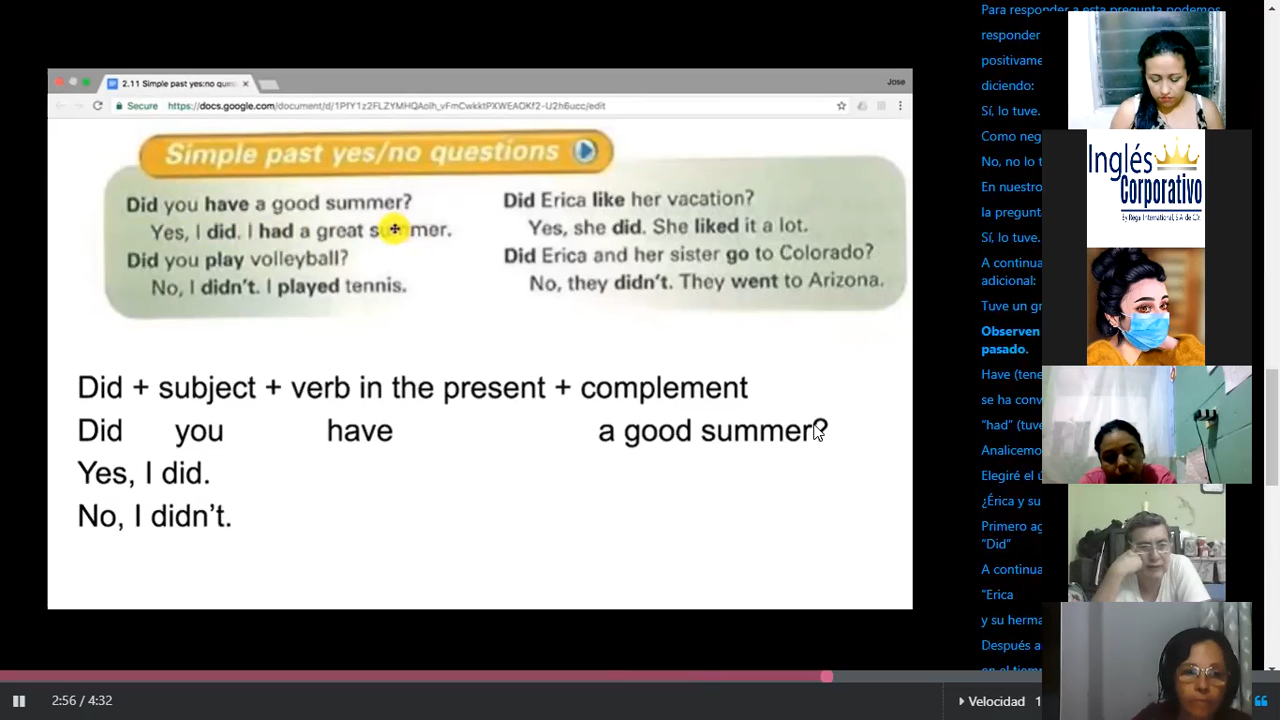 2.11 Simple past yes:no ques
Jose
Secure
https://docs.google.com/document/d/
Simple past yes/no questions
Did you have a good summer?
Yes, I did. I had a great summer.
Did you play volleyball?
No, I didn't. I played tennis.
Did Erica like her vacation?
Yes, she did. She liked it a lot.
Did Erica and her sister go to Colorado?
No, they didn't. They went to Arizona.
Did + subject + verb in the present + complement
Did you have a good summer?
Yes, I did.
No, I didn't.
2:56 / 4:32
Para responder a esta pregunta podemos
responder
positivame
diciendo:
Sí, lo tuve.
Como neg
No, no lo t
En nuestro
la pregunt
Sí, lo tuve.
A continua
adicional:
Tuve un gr
Observen
pasado.
Have (tene
se ha conv
"had" (tuve
Analicemo
Elegiré el ú
¿Érica y su
Primero ag
"Did"
A continua
"Erica
y su herma
Después a
Inglés
Corporativo
By Rega International, S.A. de C.V.
Velocidad 1